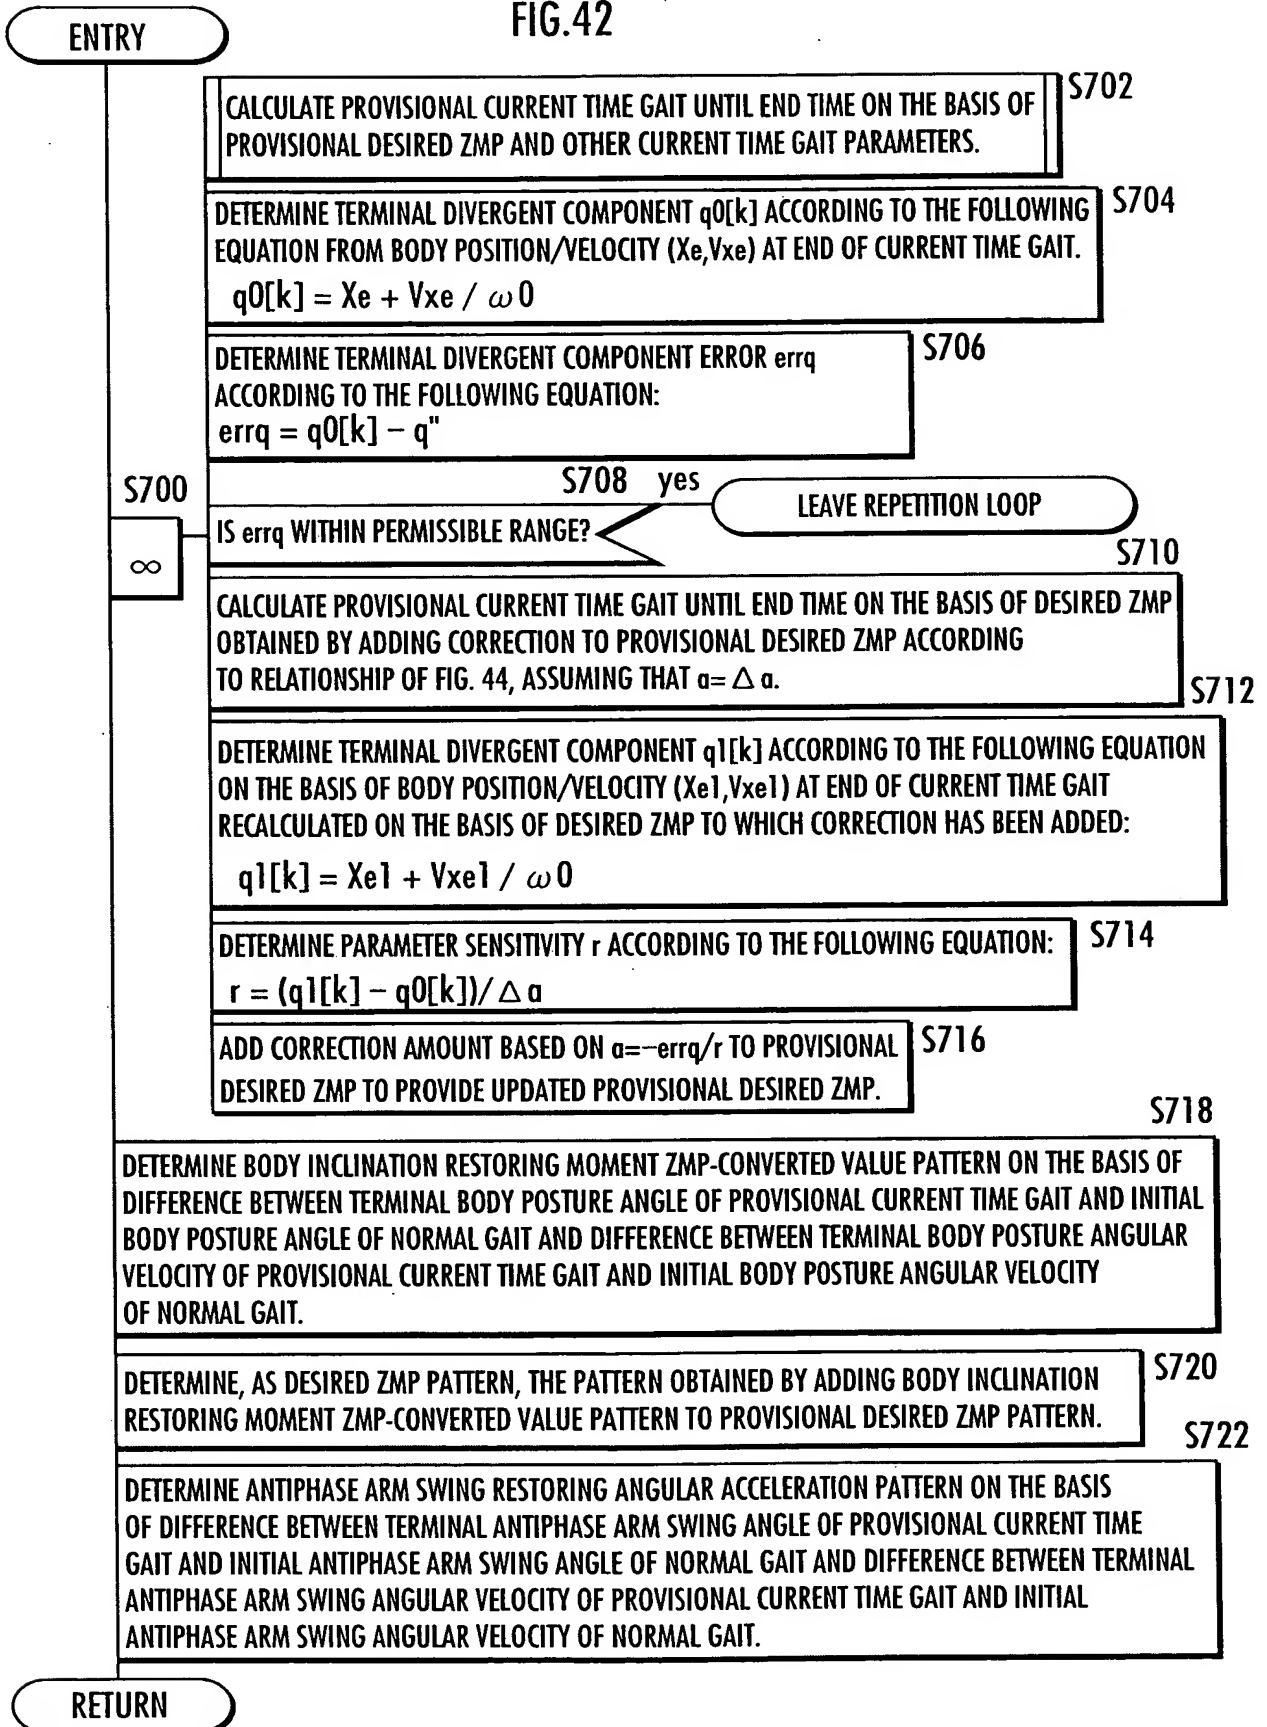 FIG.42
ENTRY
S702
CALCULATE PROVISIONAL CURRENT TIME GAIT UNTIL END TIME ON THE BASIS OF
PROVISIONAL DESIRED ZMP AND OTHER CURRENT TIME GAIT PARAMETERS.
S704
DETERMINE TERMINAL DIVERGENT COMPONENT q0[k] ACCORDING TO THE FOLLOWING
EQUATION FROM BODY POSITION/VELOCITY (Xe,Vxe) AT END OF CURRENT TIME GAIT.
q0[k] = Xe + Vxe / ω0
S706
DETERMINE TERMINAL DIVERGENT COMPONENT ERROR errq
ACCORDING TO THE FOLLOWING EQUATION:
errq = q0[k] − q"
S700
∞
S708 yes
IS errq WITHIN PERMISSIBLE RANGE?
LEAVE REPETITION LOOP
S710
CALCULATE PROVISIONAL CURRENT TIME GAIT UNTIL END TIME ON THE BASIS OF DESIRED ZMP
OBTAINED BY ADDING CORRECTION TO PROVISIONAL DESIRED ZMP ACCORDING
TO RELATIONSHIP OF FIG. 44, ASSUMING THAT a=△a.
S712
DETERMINE TERMINAL DIVERGENT COMPONENT q1[k] ACCORDING TO THE FOLLOWING EQUATION
ON THE BASIS OF BODY POSITION/VELOCITY (Xe1,Vxe1) AT END OF CURRENT TIME GAIT
RECALCULATED ON THE BASIS OF DESIRED ZMP TO WHICH CORRECTION HAS BEEN ADDED:
q1[k] = Xe1 + Vxe1 / ω0
S714
DETERMINE PARAMETER SENSITIVITY r ACCORDING TO THE FOLLOWING EQUATION:
r = (q1[k] − q0[k])/△a
S716
ADD CORRECTION AMOUNT BASED ON a=−errq/r TO PROVISIONAL
DESIRED ZMP TO PROVIDE UPDATED PROVISIONAL DESIRED ZMP.
S718
DETERMINE BODY INCLINATION RESTORING MOMENT ZMP-CONVERTED VALUE PATTERN ON THE BASIS OF
DIFFERENCE BETWEEN TERMINAL BODY POSTURE ANGLE OF PROVISIONAL CURRENT TIME GAIT AND INITIAL
BODY POSTURE ANGLE OF NORMAL GAIT AND DIFFERENCE BETWEEN TERMINAL BODY POSTURE ANGULAR
VELOCITY OF PROVISIONAL CURRENT TIME GAIT AND INITIAL BODY POSTURE ANGULAR VELOCITY
OF NORMAL GAIT.
S720
DETERMINE, AS DESIRED ZMP PATTERN, THE PATTERN OBTAINED BY ADDING BODY INCLINATION
RESTORING MOMENT ZMP-CONVERTED VALUE PATTERN TO PROVISIONAL DESIRED ZMP PATTERN.
S722
DETERMINE ANTIPHASE ARM SWING RESTORING ANGULAR ACCELERATION PATTERN ON THE BASIS
OF DIFFERENCE BETWEEN TERMINAL ANTIPHASE ARM SWING ANGLE OF PROVISIONAL CURRENT TIME
GAIT AND INITIAL ANTIPHASE ARM SWING ANGLE OF NORMAL GAIT AND DIFFERENCE BETWEEN TERMINAL
ANTIPHASE ARM SWING ANGULAR VELOCITY OF PROVISIONAL CURRENT TIME GAIT AND INITIAL
ANTIPHASE ARM SWING ANGULAR VELOCITY OF NORMAL GAIT.
RETURN